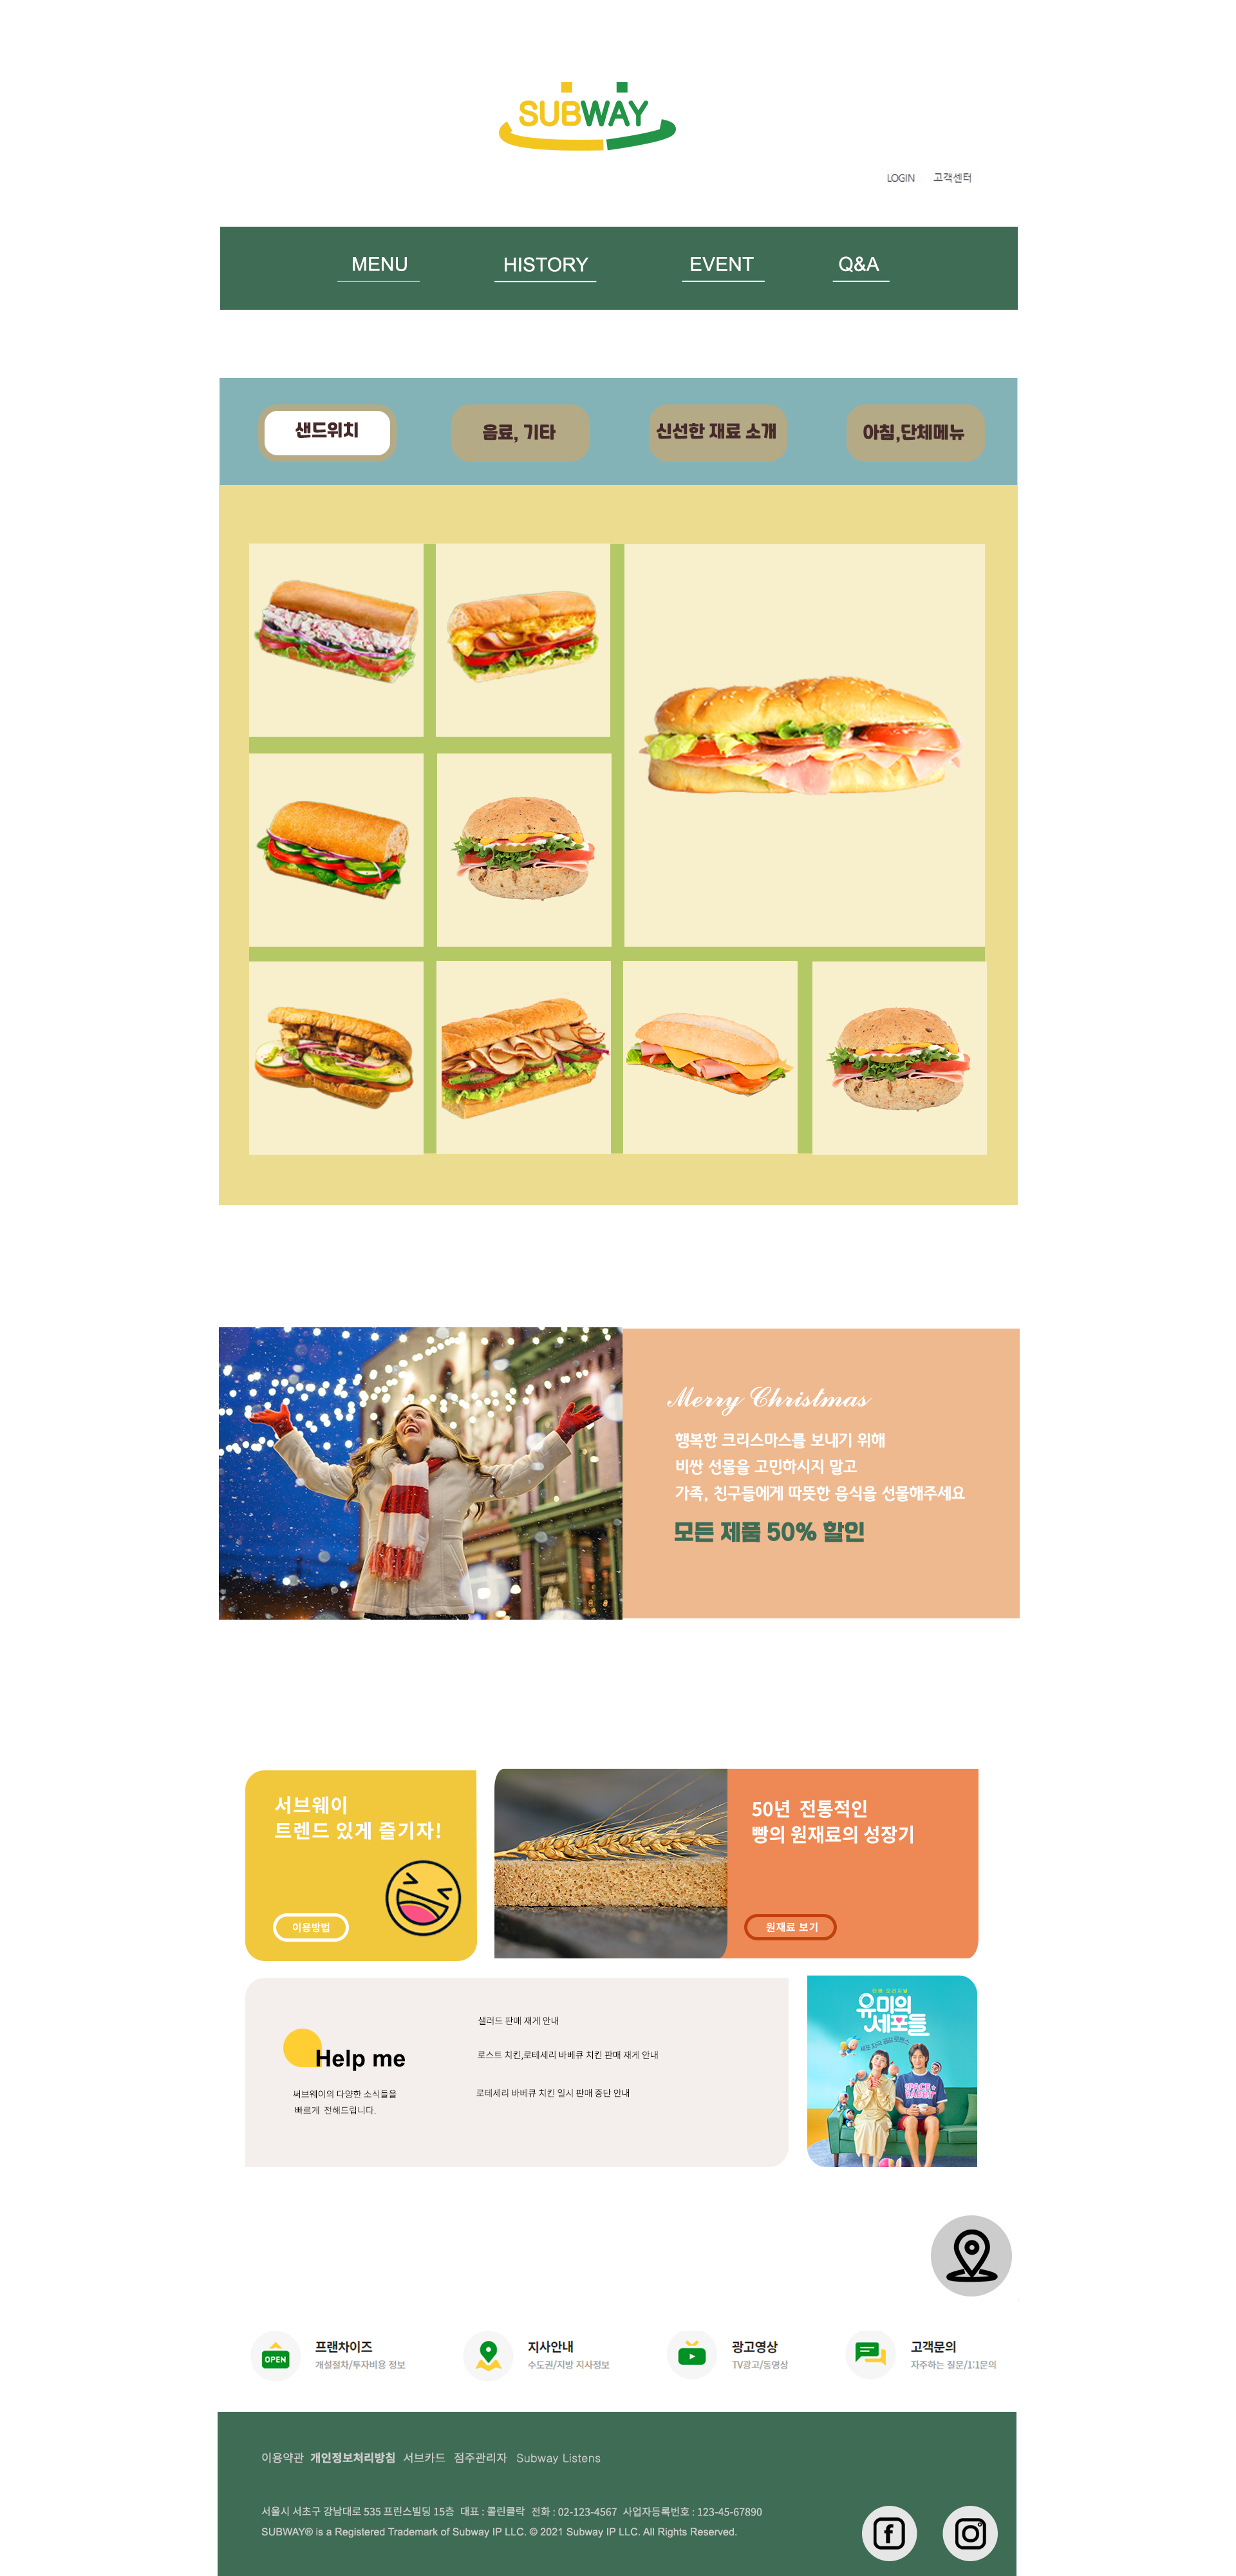 SUBWAY
LOGIN 고객센터
MENU HISTORY EVENT Q&A
샌드위치 음료, 기타 신선한 재료 소개 아침,단체메뉴
Merry Christmas
행복한 크리스마스를 보내기 위해
비싼 선물을 고민하시지 말고
가족, 친구들에게 따뜻한 음식을 선물해주세요
모든 제품 50% 할인
서브웨이
트렌드 있게 즐기자!
이용방법
50년 전통적인
빵의 원재료의 성장기
원재료 보기
Help me
써브웨이의 다양한 소식들을
빠르게 전해드립니다.
샐러드 판매 재게 안내
로스트 치킨,로테세리 바베큐 치킨 판매 재게 안내
로테세리 바베큐 치킨 일시 판매 중단 안내
유미의
세포들
OPEN
프랜차이즈
개설절차/투자비용 정보
지사안내
수도권/지방 지사정보
광고영상
TV광고/동영상
고객문의
자주하는 질문/1:1문의
이용약관 개인정보처리방침 서브카드 점주관리자 Subway Listens
서울시 서초구 강남대로 535 프린스빌딩 15층 대표 : 콜린클락 전화 : 02-123-4567 사업자등록번호 : 123-45-67890
SUBWAY® is a Registered Trademark of Subway IP LLC. © 2021 Subway IP LLC. All Rights Reserved.